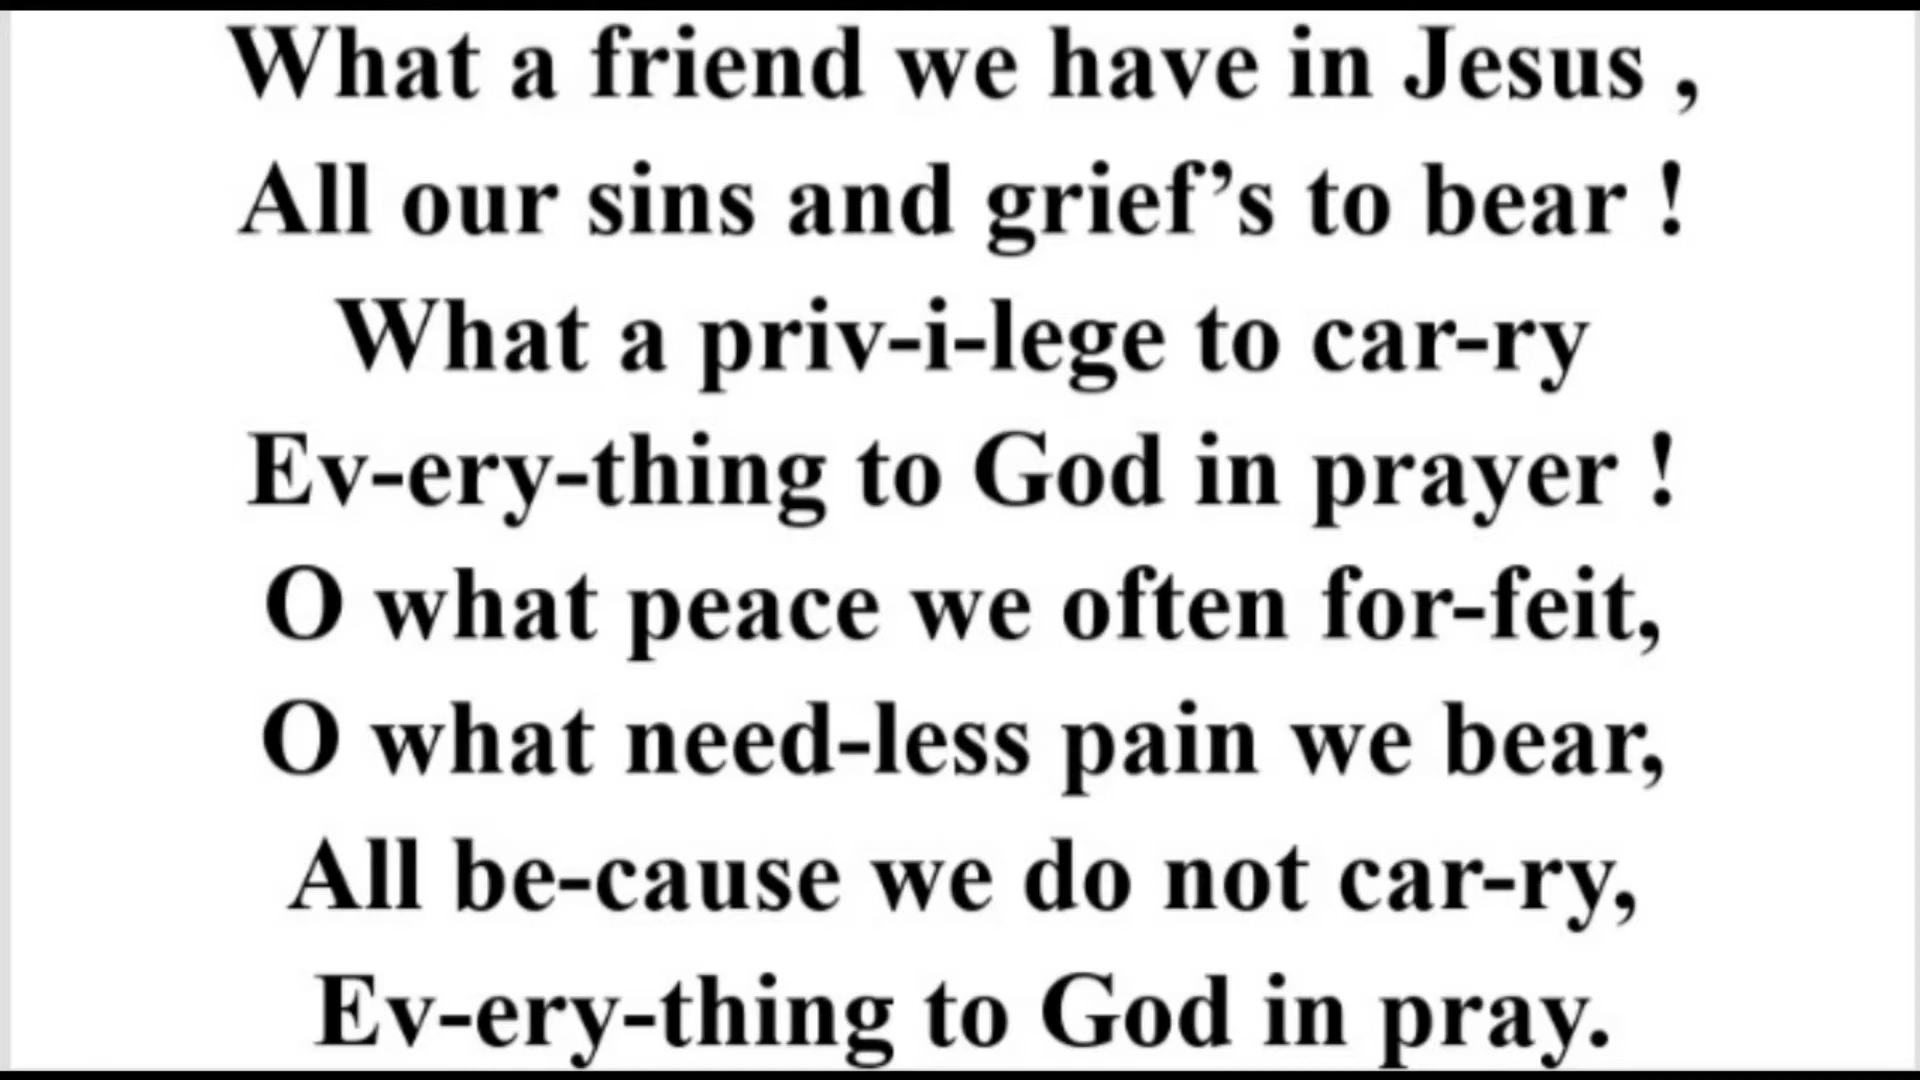 What a friend we have in Jesus ,
All our sins and grief’s to bear !
What a priv-i-lege to car-ry
Ev-ery-thing to God in prayer !
O what peace we often for-feit,
O what need-less pain we bear,
All be-cause we do not car-ry,
Ev-ery-thing to God in pray.